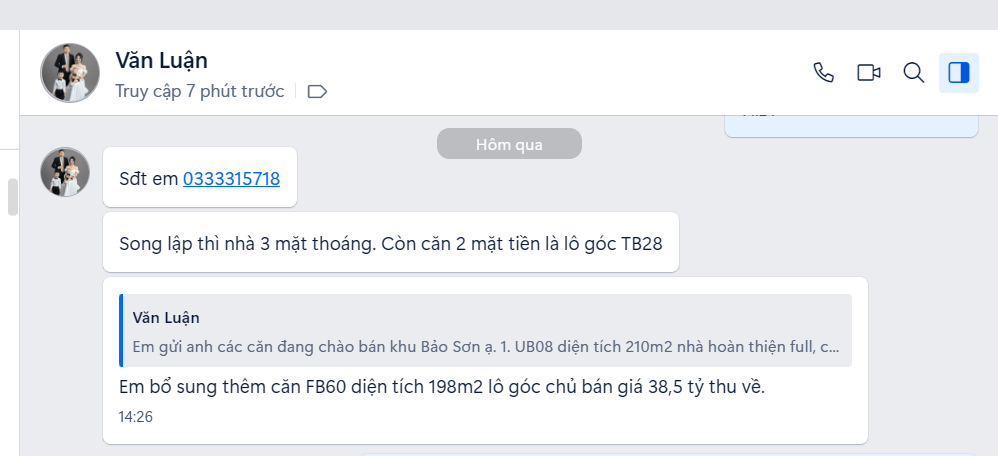 Văn Luận
Truy cập 7 phút trước
Hôm qua
Sđt em 0333315718
Song lập thì nhà 3 mặt thoáng. Còn căn 2 mặt tiền là lô góc TB28
Văn Luận
Em gửi anh các căn đang chào bán khu Bảo Sơn ạ. 1. UB08 diện tích 210m2 nhà hoàn thiện full, c...
Em bổ sung thêm căn FB60 diện tích 198m2 lô góc chủ bán giá 38,5 tỷ thu về.
14:26